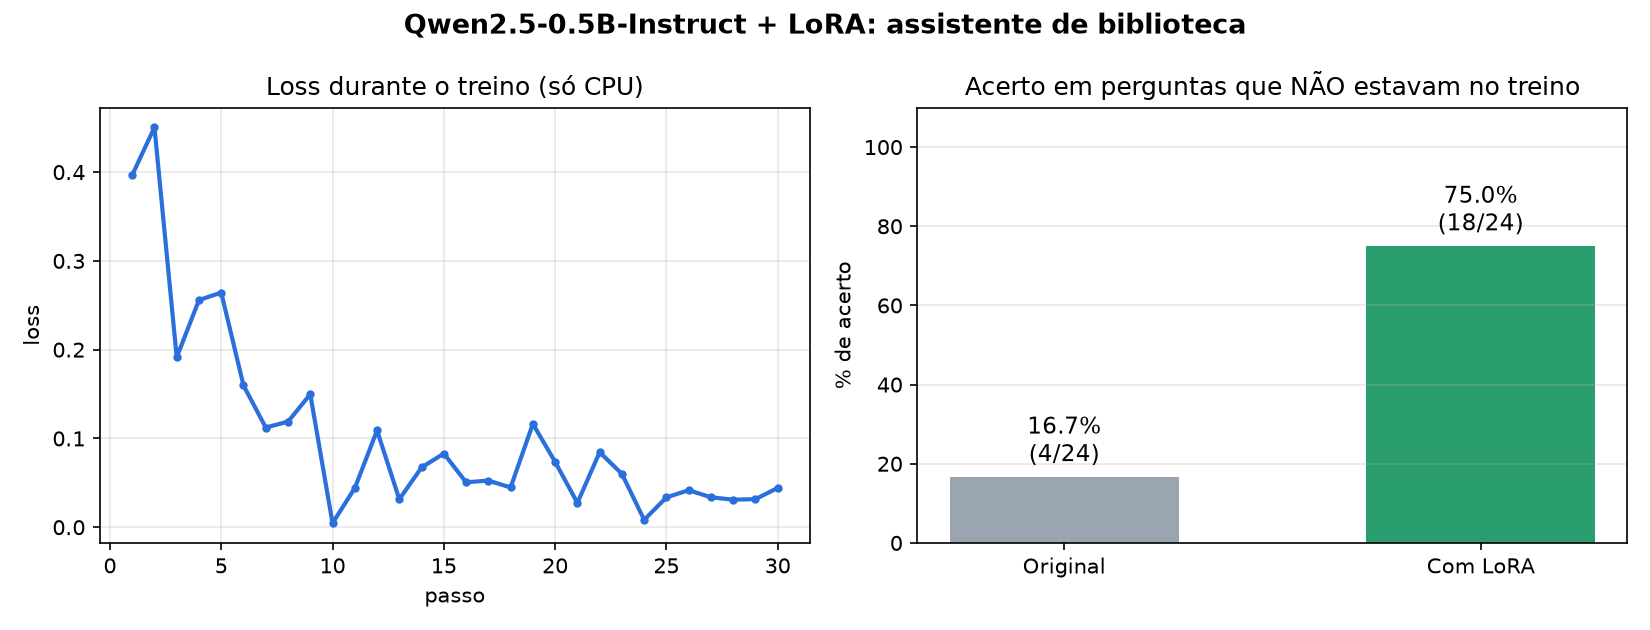 Qwen2.5-0.5B-Instruct + LoRA: assistente de biblioteca
Loss durante o treino (só CPU)
0.4
0.3
0.2
0.1
0.0
loss
0
5
10
15
20
25
30
passo
Acerto em perguntas que NÃO estavam no treino
100
80
60
40
20
0
% de acerto
16.7%
(4/24)
75.0%
(18/24)
Original
Com LoRA